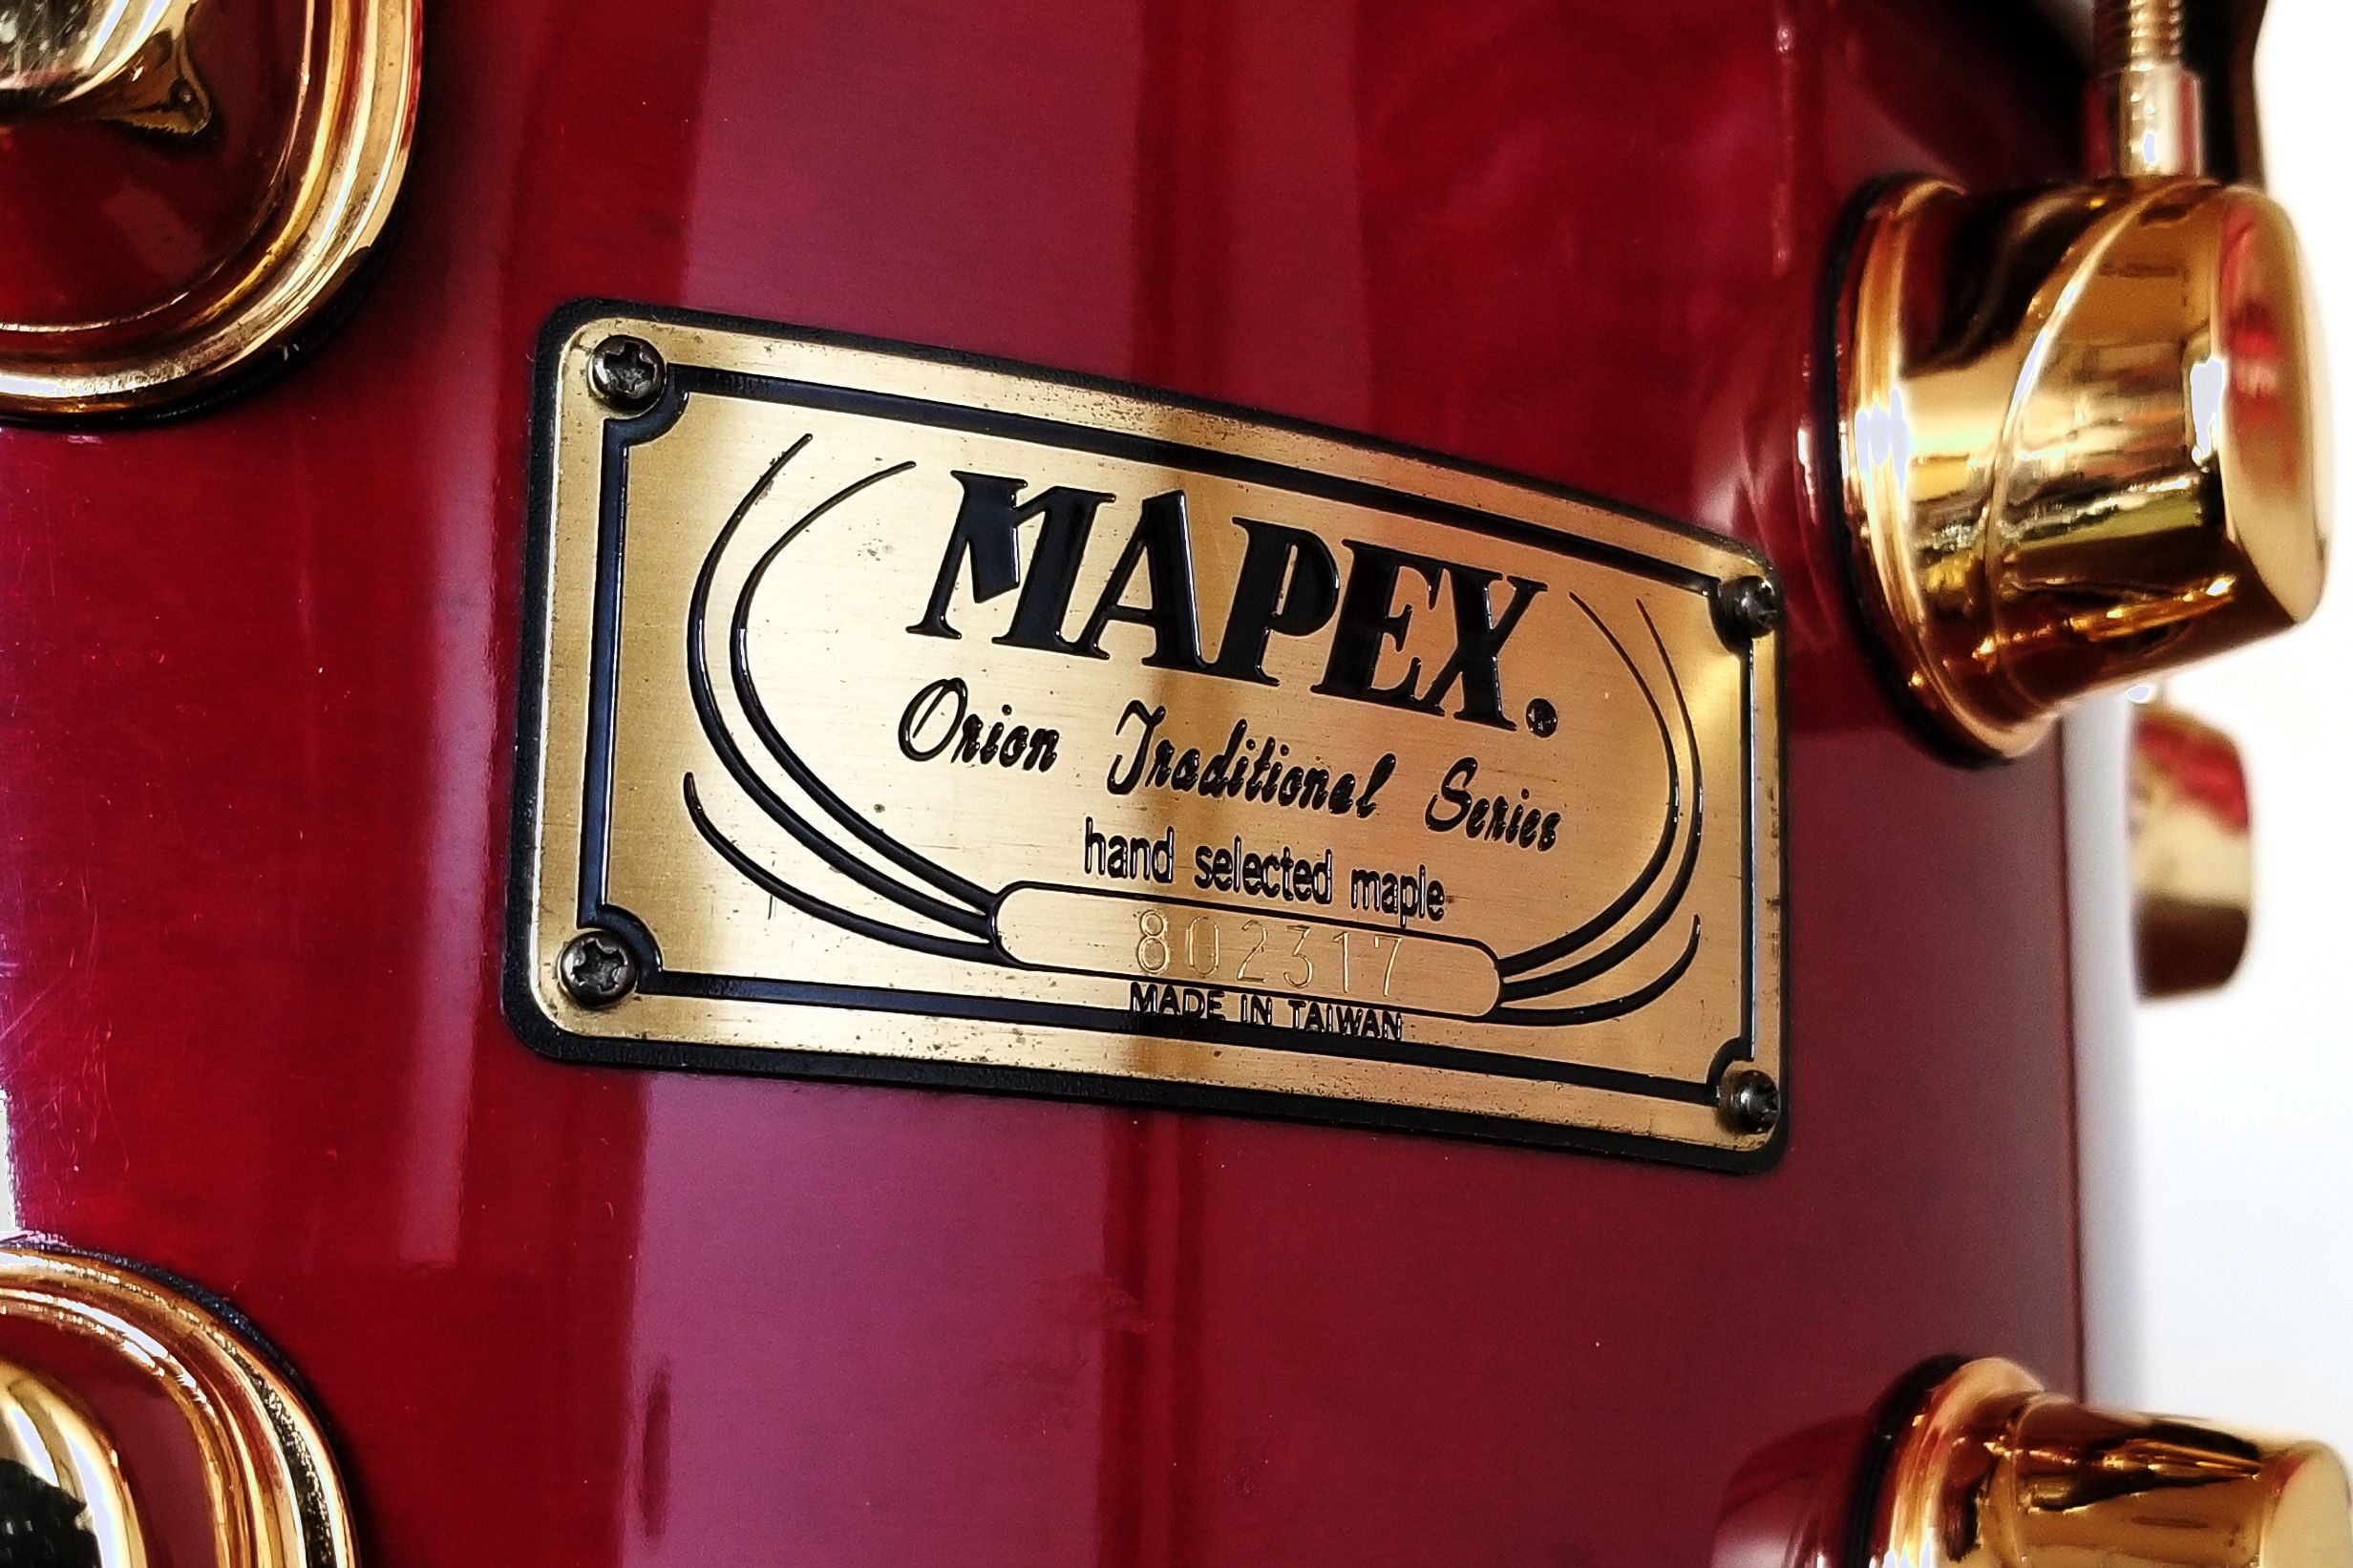 MAPEX®
Orion Traditional Series
hand selected maple
802317
MADE IN TAIWAN